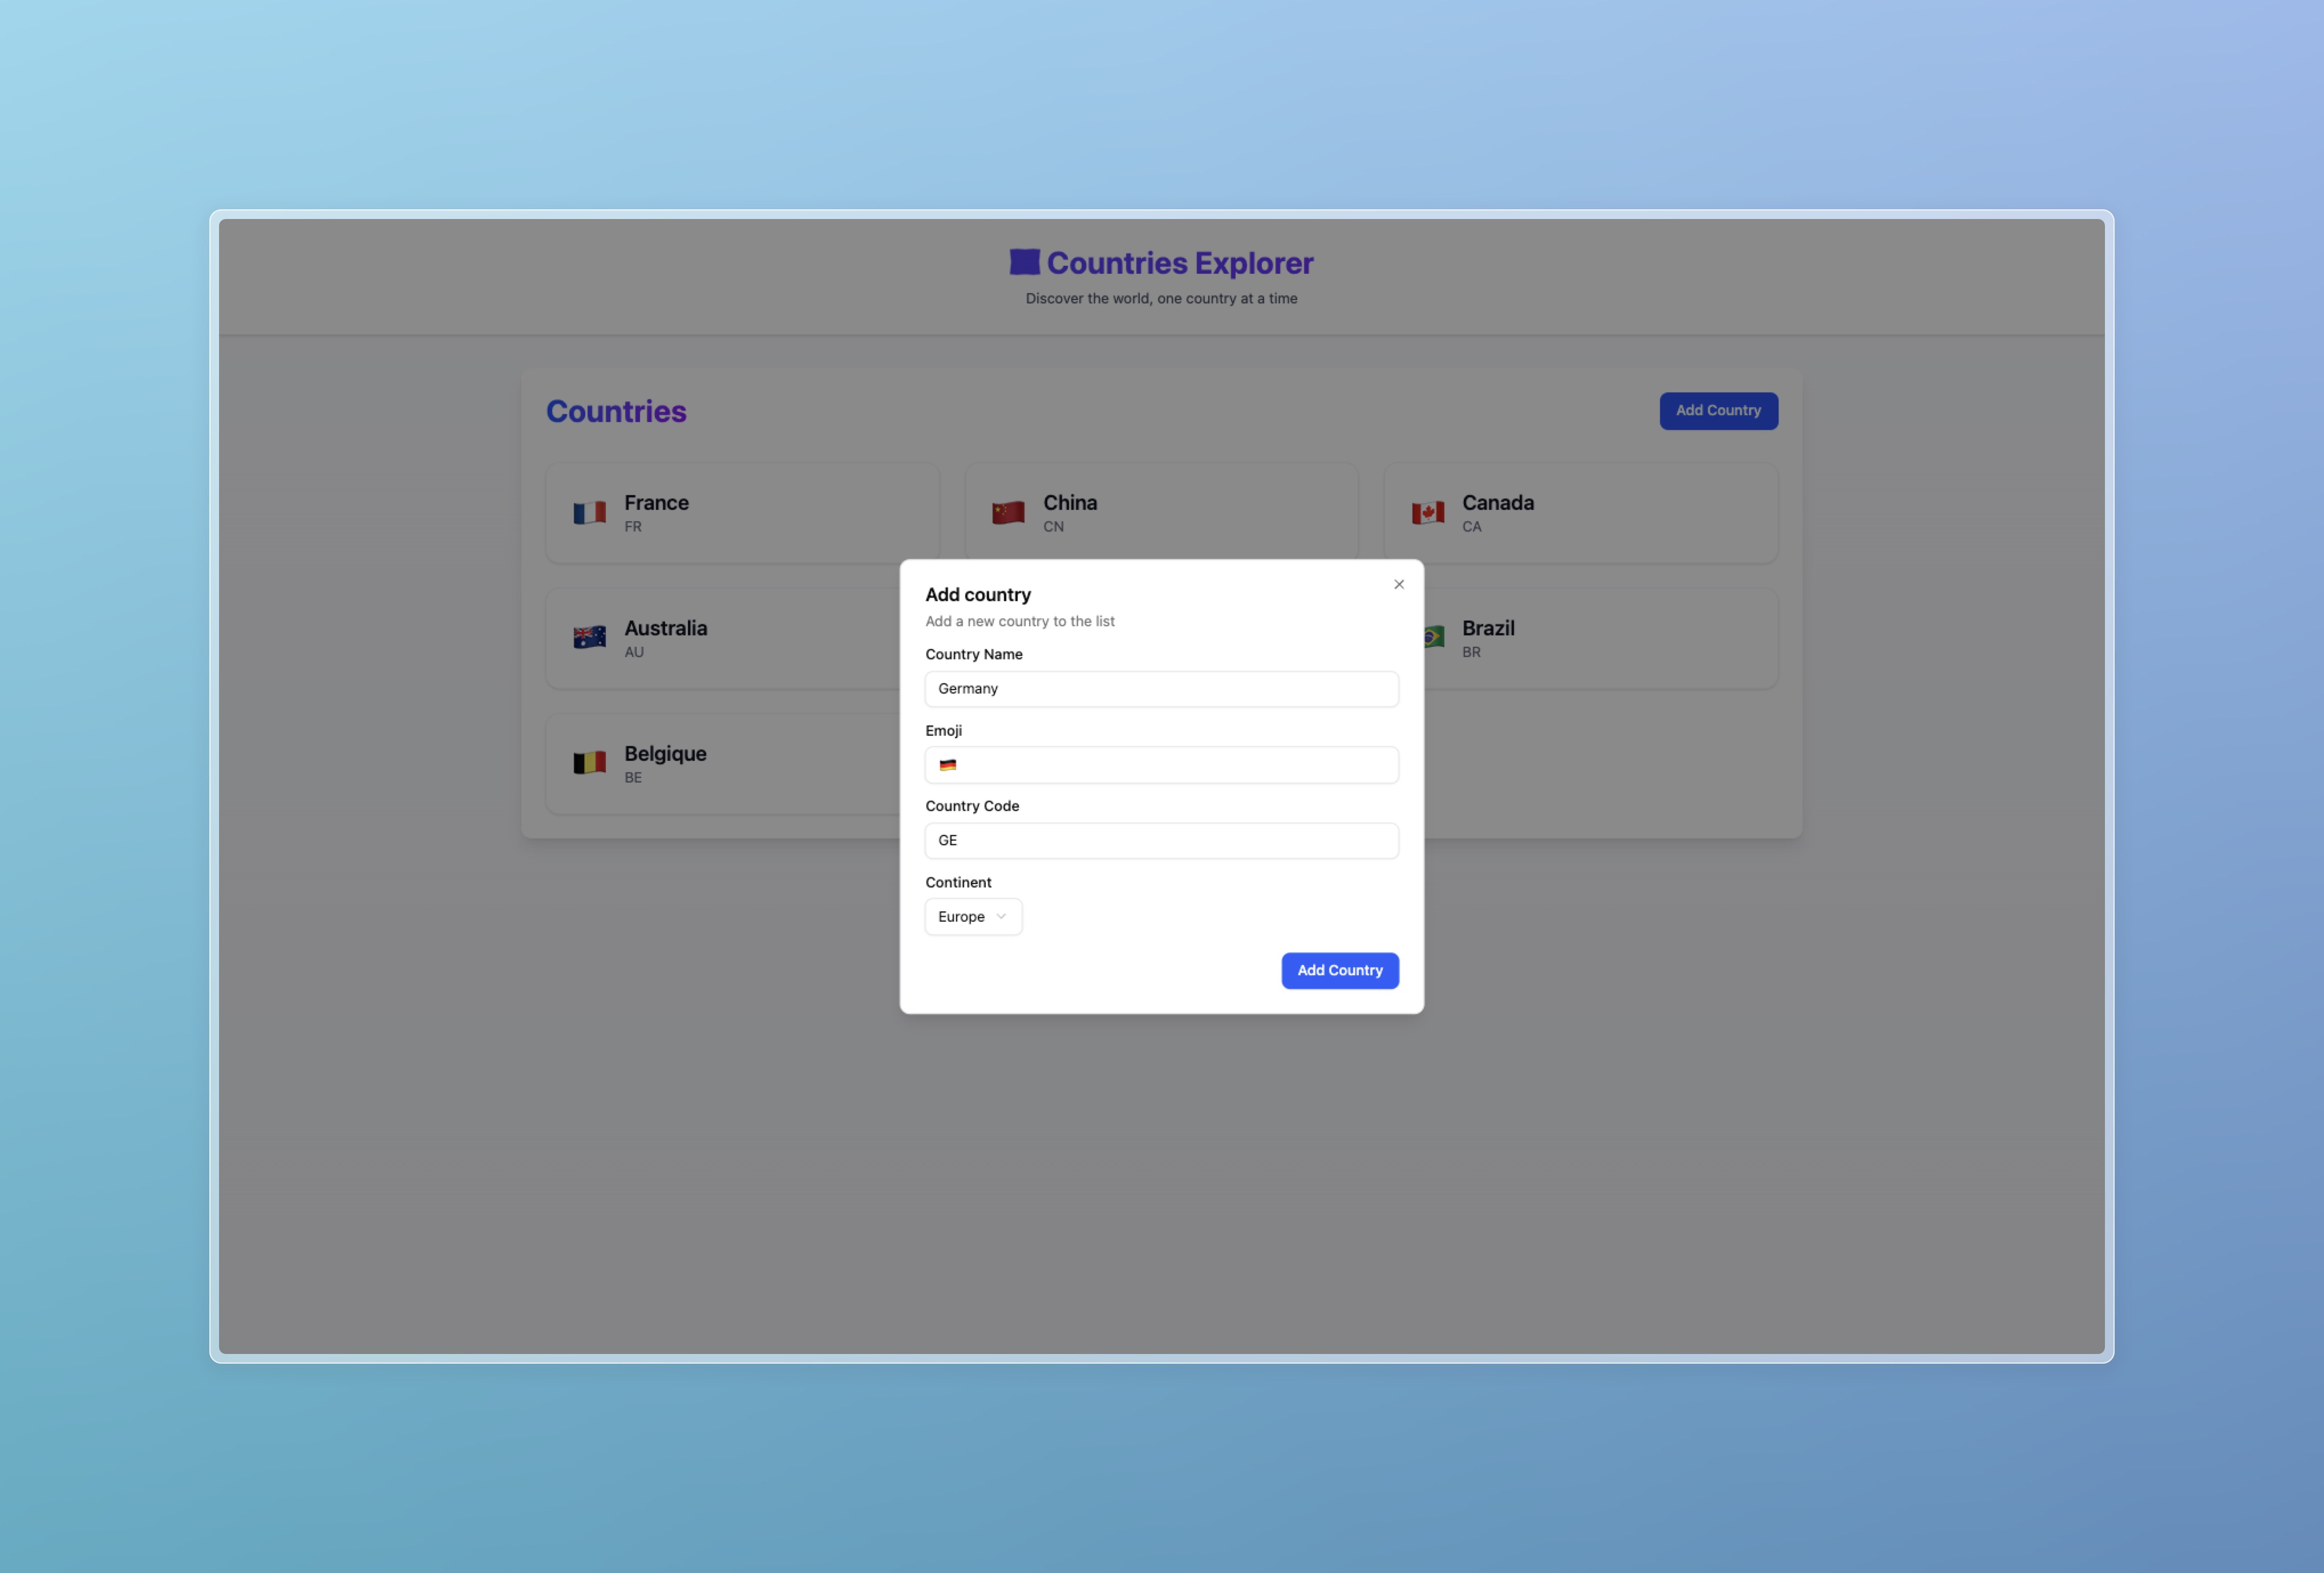 Countries Explorer
Discover the world, one country at a time
Countries
Add Country
France
FR
China
CN
Canada
CA
Australia
AU
Brazil
BR
Belgique
BE
Add country
Add a new country to the list
Country Name
Germany
Emoji
Country Code
GE
Continent
Europe
Add Country